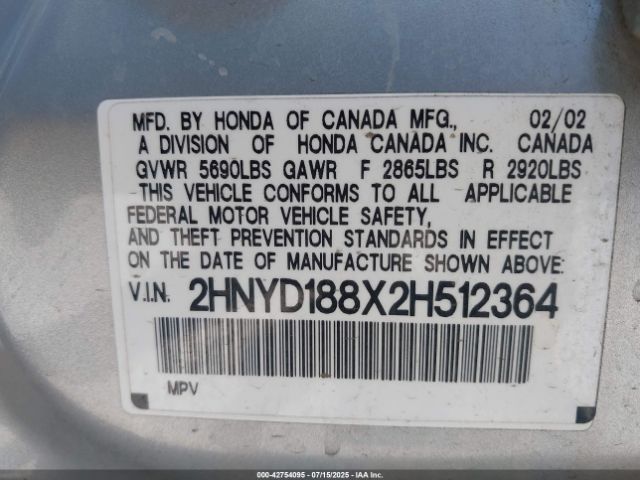 MFD. BY HONDA OF CANADA MFG., 02/02
A DIVISION OF HONDA CANADA INC. CANADA
GVWR 5690LBS GAWR F 2865LBS R 2920LBS
THIS VEHICLE CONFORMS TO ALL APPLICABLE
FEDERAL MOTOR VEHICLE SAFETY,
AND THEFT PREVENTION STANDARDS IN EFFECT
ON THE DATE OF MANUFACTURE SHOWN ABOVE:
V.I.N. 2HNYD188X2H512364
MPV
000-42754095 - 07/15/2025 - IAA Inc.